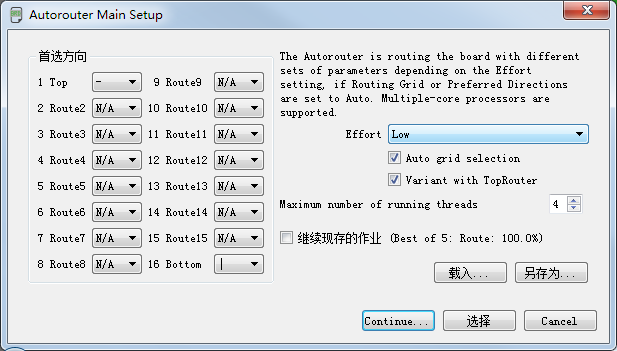 Autorouter Main Setup
首选方向
1 Top - 9 Route9 N/A
2 Route2 N/A 10 Route10 N/A
3 Route3 N/A 11 Route11 N/A
4 Route4 N/A 12 Route12 N/A
5 Route5 N/A 13 Route13 N/A
6 Route6 N/A 14 Route14 N/A
7 Route7 N/A 15 Route15 N/A
8 Route8 N/A 16 Bottom |
The Autorouter is routing the board with different
sets of parameters depending on the Effort
setting, if Routing Grid or Preferred Directions
are set to Auto. Multiple-core processors are
supported.
Effort Low
Auto grid selection
Variant with TopRouter
Maximum number of running threads 4
继续现存的作业 (Best of 5: Route: 100.0%)
载入... 另存为...
Continue... 选择 Cancel